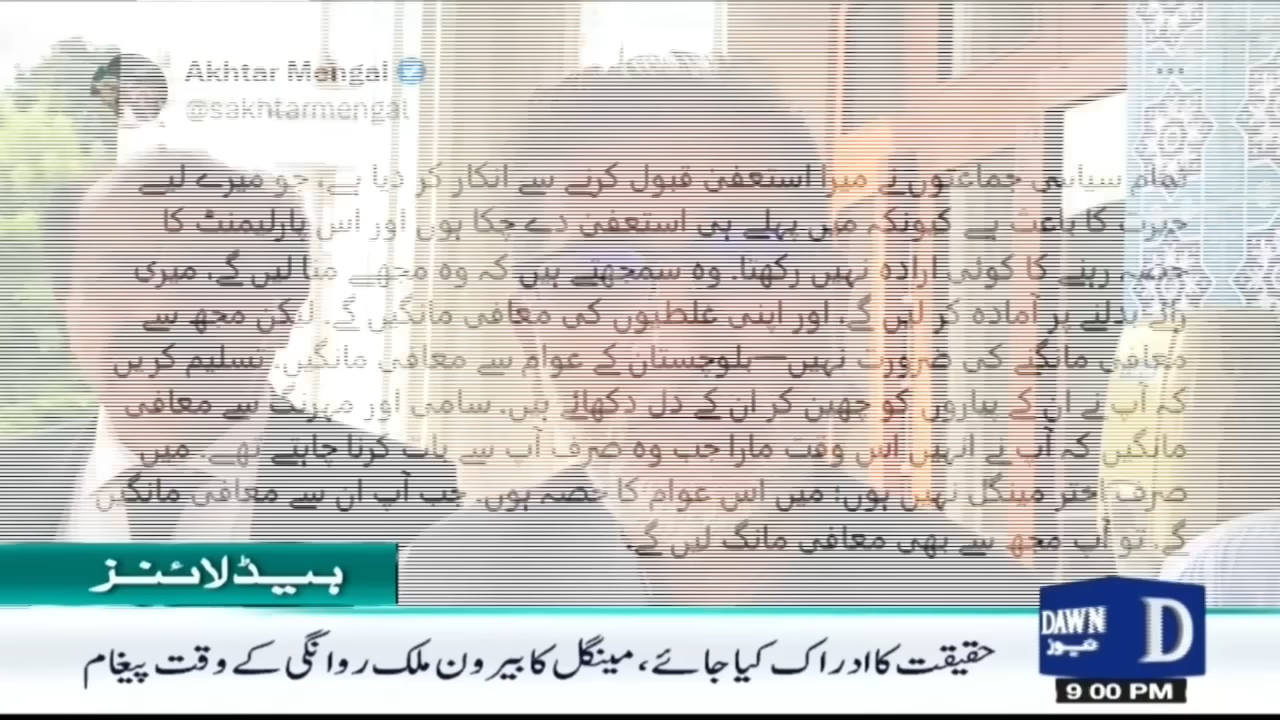 Akhtar Mengal
@sakhtarmengal
تمام سیاسی جماعتوں نے میرا استعفیٰ قبول کرنے سے انکار کر دیا ہے، جو میرے لیے
حیرت کا باعث ہے کیونکہ میں پہلے ہی استعفیٰ دے چکا ہوں اور اس پارلیمنٹ کا
حصہ رہنے کا کوئی ارادہ نہیں رکھتا۔ وہ سمجھتے ہیں کہ وہ مجھے منا لیں گے، میری
رائے بدلنے پر آمادہ کر لیں گے، اور اپنی غلطیوں کی معافی مانگیں گے۔ لیکن مجھ سے
معافی مانگنے کی ضرورت نہیں بلوچستان کے عوام سے معافی مانگیں، تسلیم کریں
کہ آپ نے ان کے پیاروں کو چھین کر ان کے دل دکھائے ہیں۔ سامی اور مہرنگ سے معافی
مانگیں کہ آپ نے انہیں اس وقت مارا جب وہ صرف آپ سے بات کرنا چاہتے تھے۔ میں
صرف اختر مینگل نہیں ہوں؛ میں اس عوام کا حصہ ہوں۔ جب آپ ان سے معافی مانگیں
گے، تو آپ مجھ سے بھی معافی مانگ لیں گے۔
ہیڈلائنز
حقیقت کا ادراک کیا جائے، مینگل کا بیرون ملک روانگی کے وقت پیغام
DAWN
نیوز
D
9 00 PM